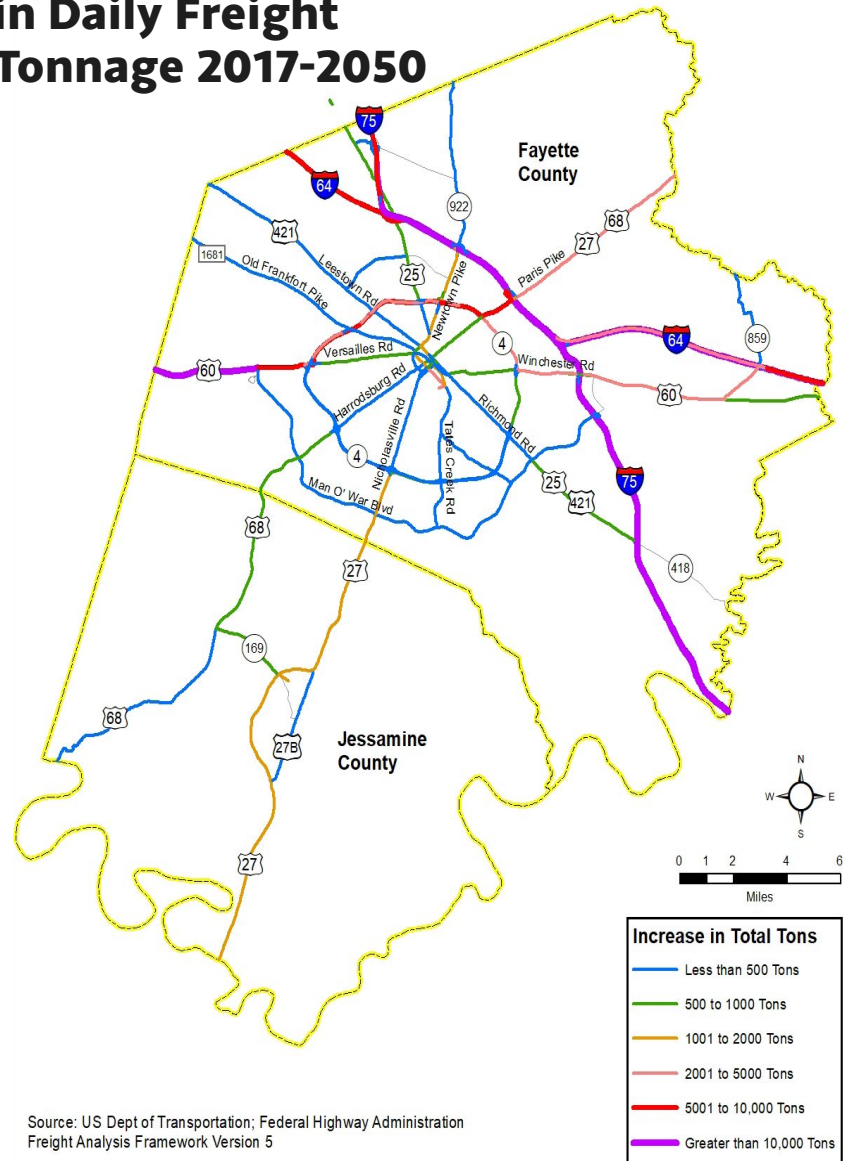 in Daily Freight
Tonnage 2017-2050
75
Fayette
County
64
922
68
421
27
1681
Paris Pike
Old Frankfort Pike
Leestown Rd
25
Newtown Pike
4
64
859
Versailles Rd
Winchester Rd
60
60
Harrodsburg Rd
Nicholasville Rd
Richmond Rd
Tates Creek Rd
4
75
25
421
Man O' War Blvd
68
27
418
169
68
27B
Jessamine
County
27
N
W
E
S
0 1 2 4 6
Miles
Increase in Total Tons
Less than 500 Tons
500 to 1000 Tons
1001 to 2000 Tons
2001 to 5000 Tons
5001 to 10,000 Tons
Greater than 10,000 Tons
Source: US Dept of Transportation; Federal Highway Administration
Freight Analysis Framework Version 5